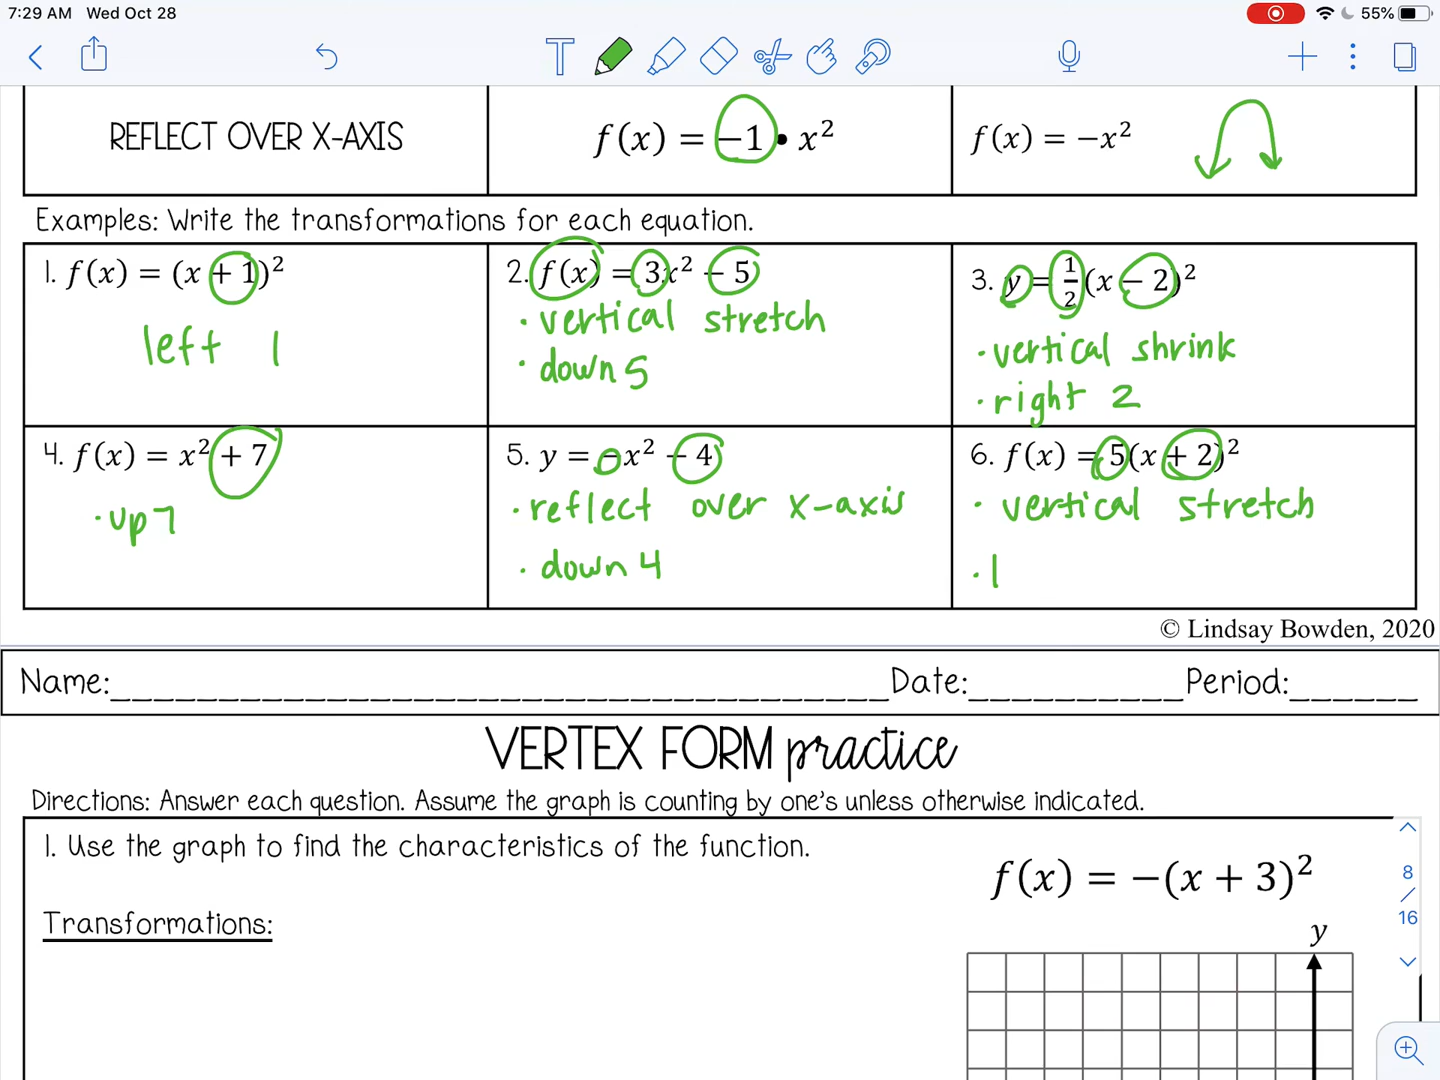 7:29 AM Wed Oct 28 55%
REFLECT OVER X-AXIS
f(x) = −1 • x²
f(x) = −x²
Examples: Write the transformations for each equation.
1. f(x) = (x + 1)²
left 1
2. f(x) = 3x² − 5
· vertical stretch
· down 5
3. y = 1/2 (x − 2)²
· vertical shrink
· right 2
4. f(x) = x² + 7
· up 7
5. y = −x² − 4
· reflect over x-axis
· down 4
6. f(x) = 5(x + 2)²
· vertical stretch
· l
© Lindsay Bowden, 2020
Name:__________ Date:__________ Period:______
VERTEX FORM practice
Directions: Answer each question. Assume the graph is counting by one's unless otherwise indicated.
1. Use the graph to find the characteristics of the function.
f(x) = −(x + 3)²
Transformations:
y
8
/
16